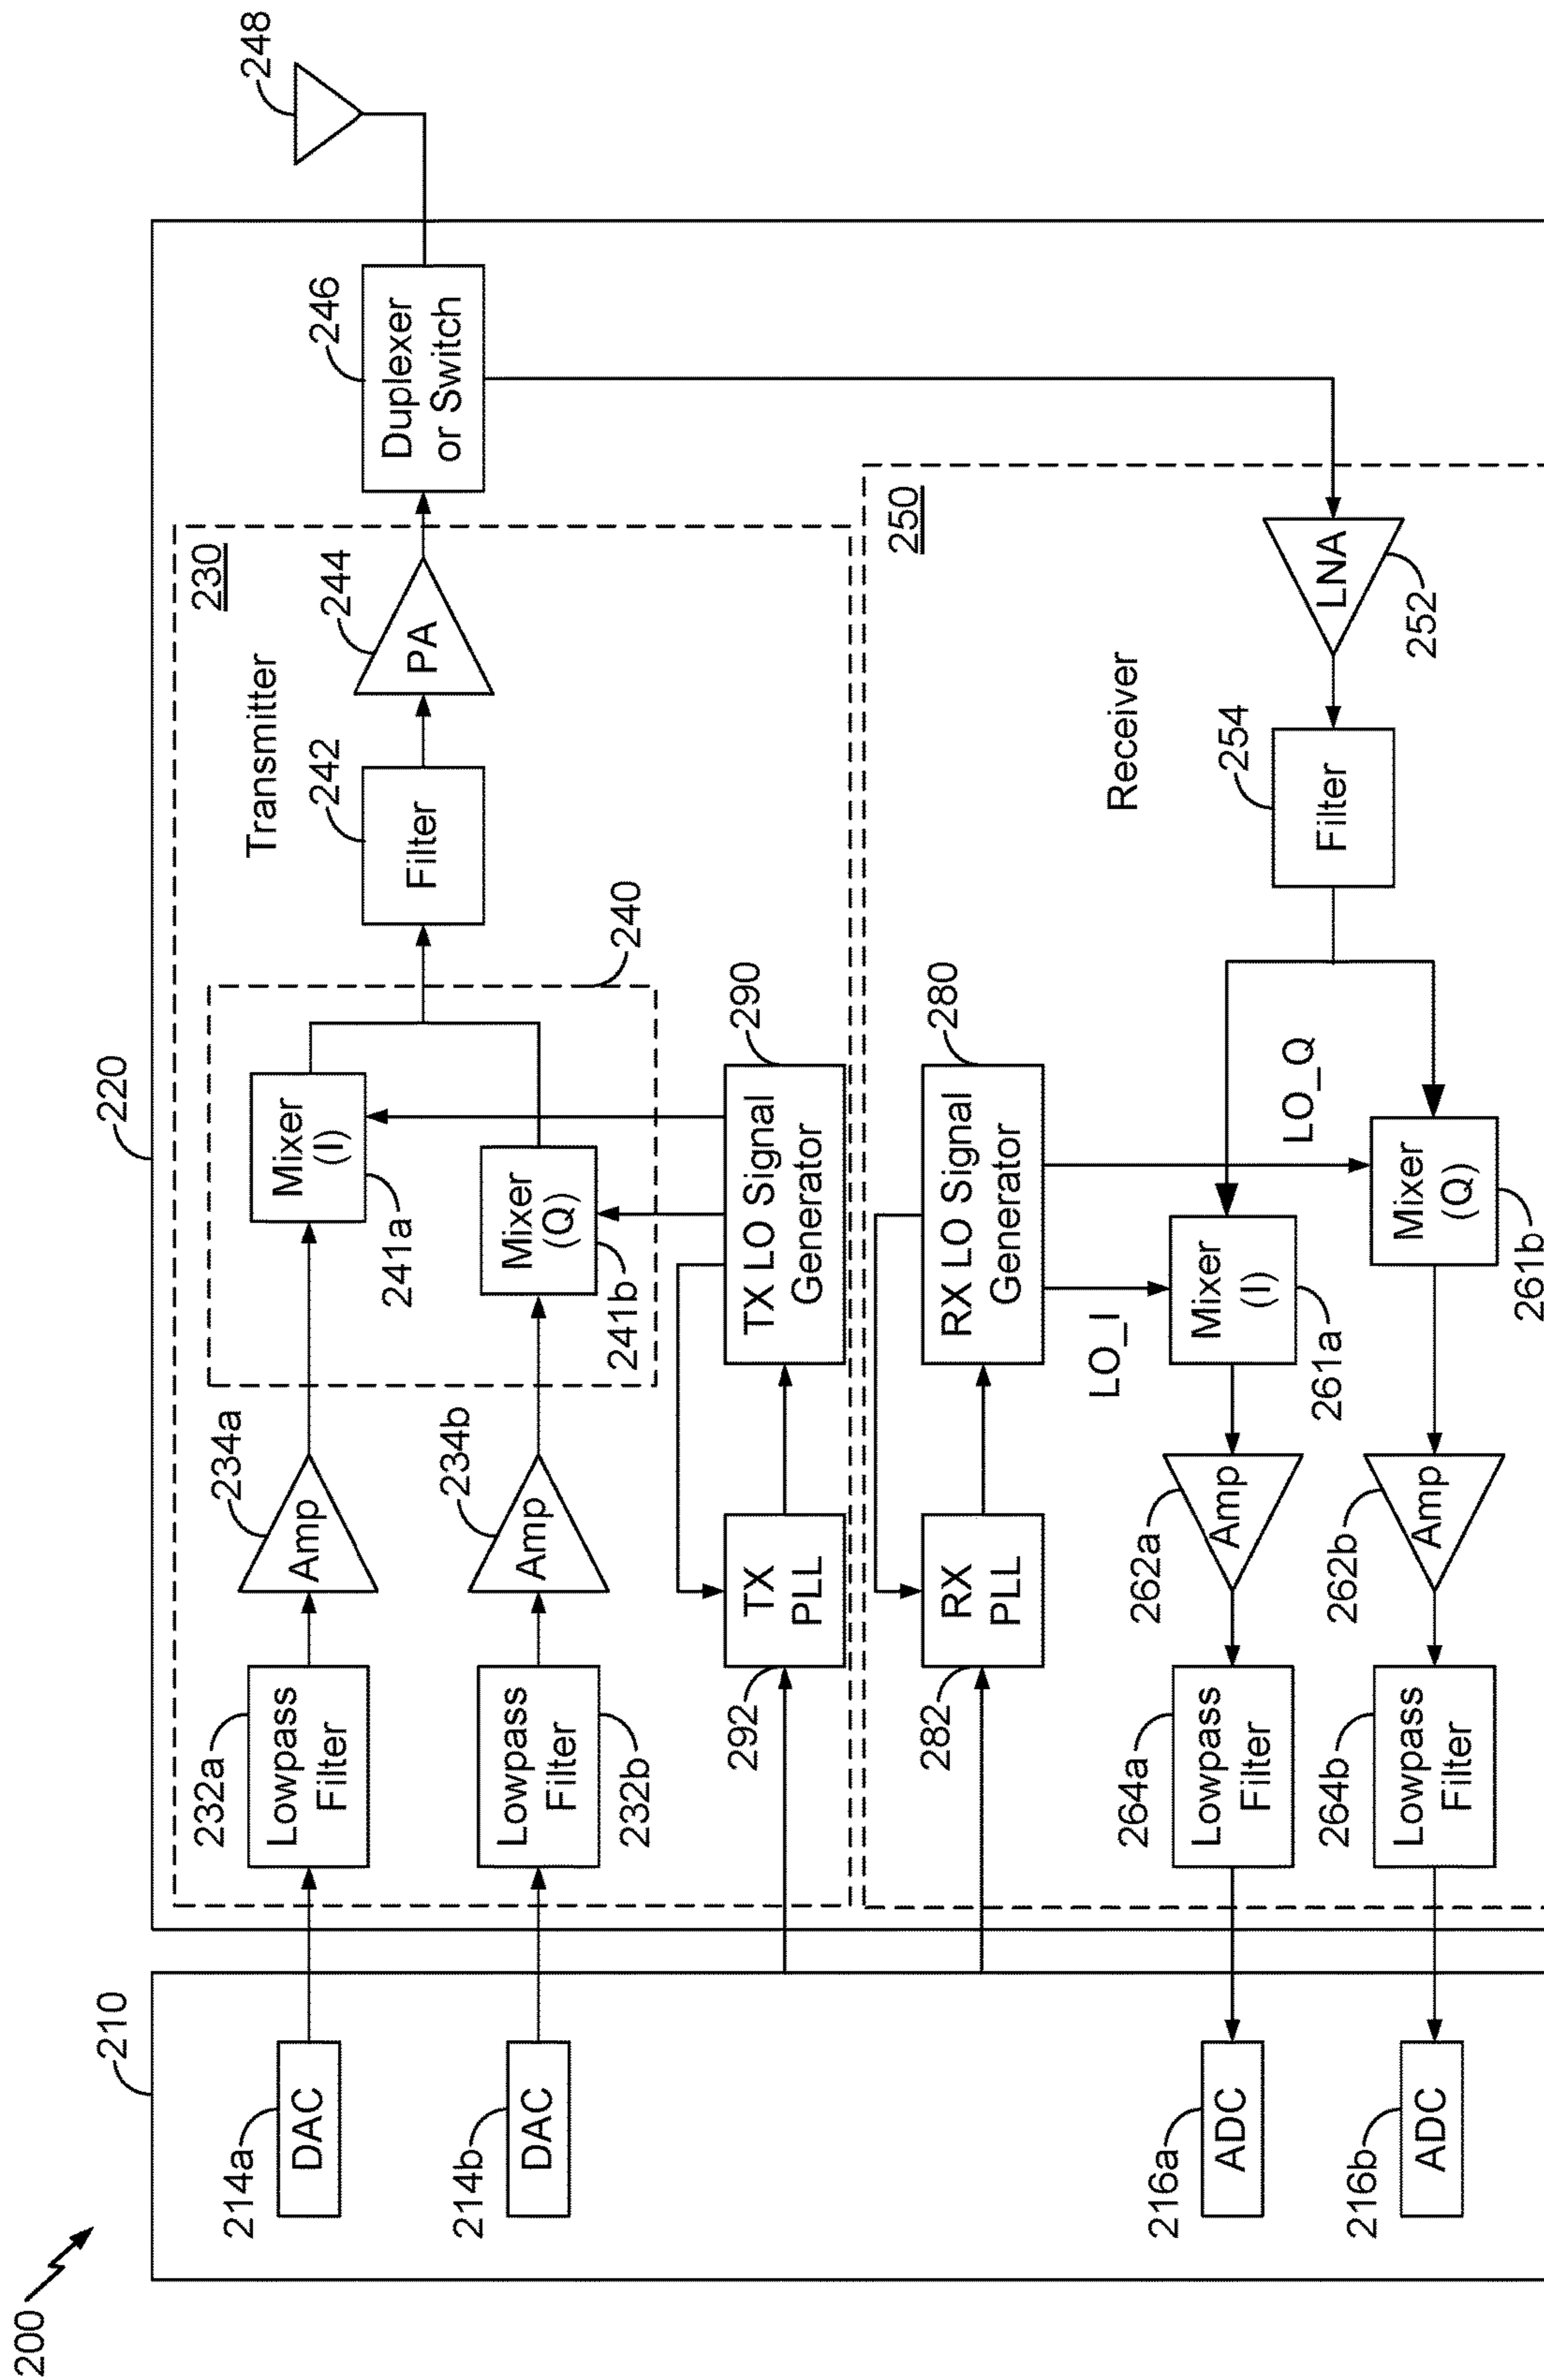 200
210
220
214a
DAC
214b
DAC
216a
ADC
216b
ADC
230
Transmitter
232a
Lowpass
Filter
234a
Amp
232b
Lowpass
Filter
234b
Amp
240
Mixer
(I)
241a
Mixer
(Q)
241b
242
Filter
244
PA
246
Duplexer
or Switch
248
292
TX
PLL
290
TX LO Signal
Generator
250
Receiver
282
RX
PLL
280
RX LO Signal
Generator
LO_I
LO_Q
252
LNA
254
Filter
Mixer
(I)
261a
Mixer
(Q)
261b
262a
Amp
262b
Amp
264a
Lowpass
Filter
264b
Lowpass
Filter